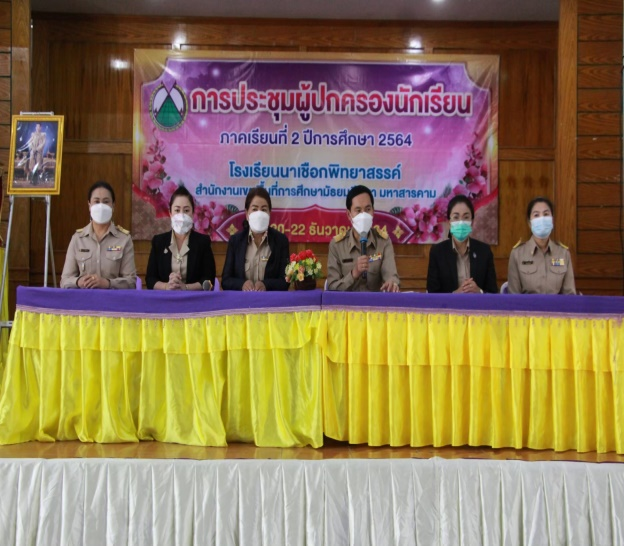 การประชุมผู้ปกครองนักเรียน
ภาคเรียนที่ 2 ปีการศึกษา 2564
โรงเรียนนาเชือกพิทยาสรรค์
สำนักงานเขตพื้นที่การศึกษามัธยมศึกษา มหาสารคาม
20-22 ธันวาคม